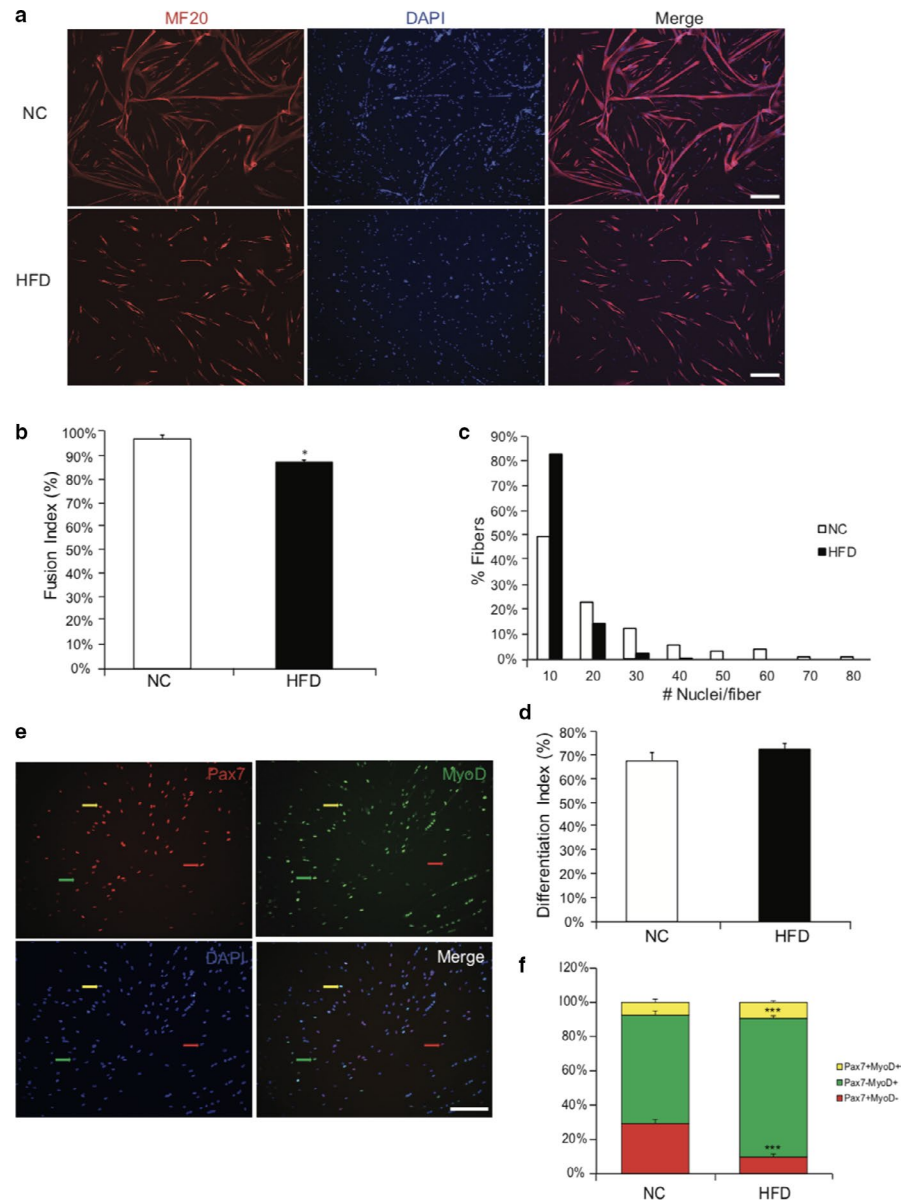 a
MF20 DAPI Merge
NC
HFD
b
100%
90%
80%
70%
60%
50%
40%
30%
20%
10%
0%
Fusion Index (%)
*
NC HFD
c
90%
80%
70%
60%
50%
40%
30%
20%
10%
0%
% Fibers
NC
HFD
10 20 30 40 50 60 70 80
# Nuclei/fiber
d
80%
70%
60%
50%
40%
30%
20%
10%
0%
Differentiation Index (%)
NC HFD
e
Pax7 MyoD
DAPI Merge
f
120%
100%
80%
60%
40%
20%
0%
***
***
Pax7+MyoD+
Pax7-MyoD+
Pax7+MyoD-
NC HFD